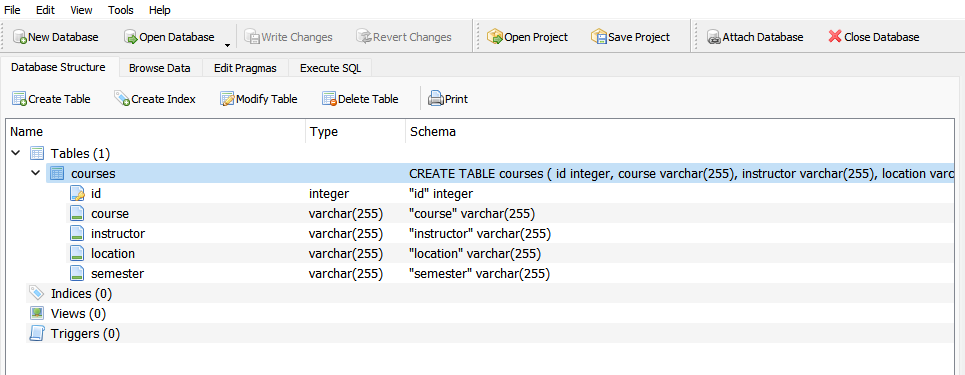 File Edit View Tools Help
New Database Open Database Write Changes Revert Changes Open Project Save Project Attach Database Close Database
Database Structure Browse Data Edit Pragmas Execute SQL
Create Table Create Index Modify Table Delete Table Print
Name Type Schema
Tables (1)
courses CREATE TABLE courses ( id integer, course varchar(255), instructor varchar(255), location varc
id integer "id" integer
course varchar(255) "course" varchar(255)
instructor varchar(255) "instructor" varchar(255)
location varchar(255) "location" varchar(255)
semester varchar(255) "semester" varchar(255)
Indices (0)
Views (0)
Triggers (0)